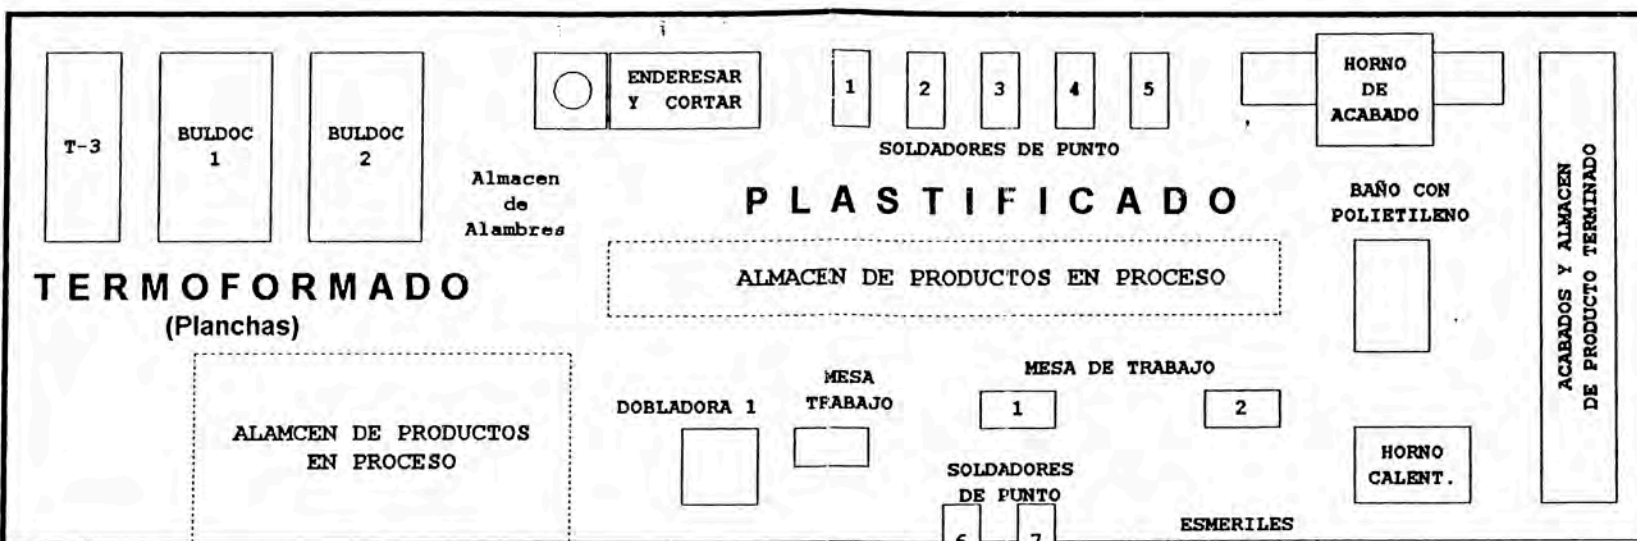 T-3
BULDOC
1
BULDOC
2
ENDERESAR
Y CORTAR
Almacen
de
Alambres
1
2
3
4
5
SOLDADORES DE PUNTO
HORNO
DE
ACABADO
PLASTIFICADO
BAÑO CON
POLIETILENO
ACABADOS Y ALMACEN
DE PRODUCTO TERMINADO
TERMOFORMADO
(Planchas)
ALMACEN DE PRODUCTOS EN PROCESO
ALAMCEN DE PRODUCTOS
EN PROCESO
DOBLADORA 1
MESA
TRABAJO
MESA DE TRABAJO
1
2
HORNO
CALENT.
SOLDADORES
DE PUNTO
6
7
ESMERILES